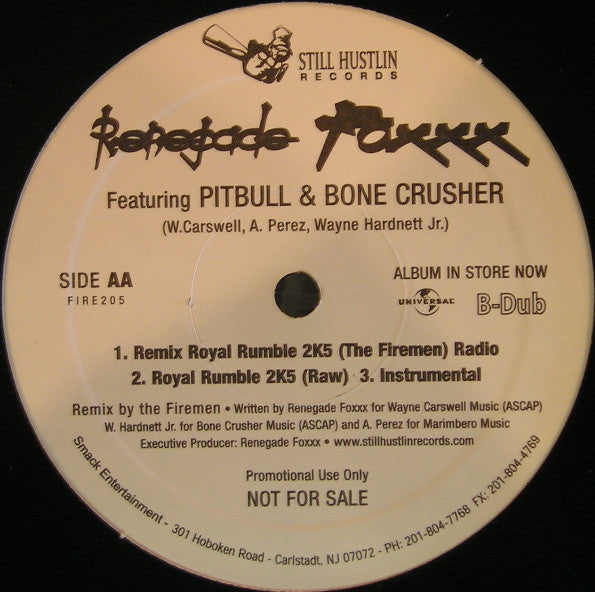 STILL HUSTLIN
RECORDS
Renegade Foxxx
Featuring PITBULL & BONE CRUSHER
(W.Carswell, A. Perez, Wayne Hardnett Jr.)
SIDE AA
FIRE205
ALBUM IN STORE NOW
UNIVERSAL B-Dub
1. Remix Royal Rumble 2K5 (The Firemen) Radio
2. Royal Rumble 2K5 (Raw) 3. Instrumental
Remix by the Firemen • Written by Renegade Foxxx for Wayne Carswell Music (ASCAP)
W. Hardnett Jr. for Bone Crusher Music (ASCAP) and A. Perez for Marimbero Music
Executive Producer: Renegade Foxxx • www.stillhustlinrecords.com
Promotional Use Only
NOT FOR SALE
Smack Entertainment - 301 Hoboken Road - Carlstadt, NJ 07072 - PH: 201-804-7768 FX: 201-804-4769